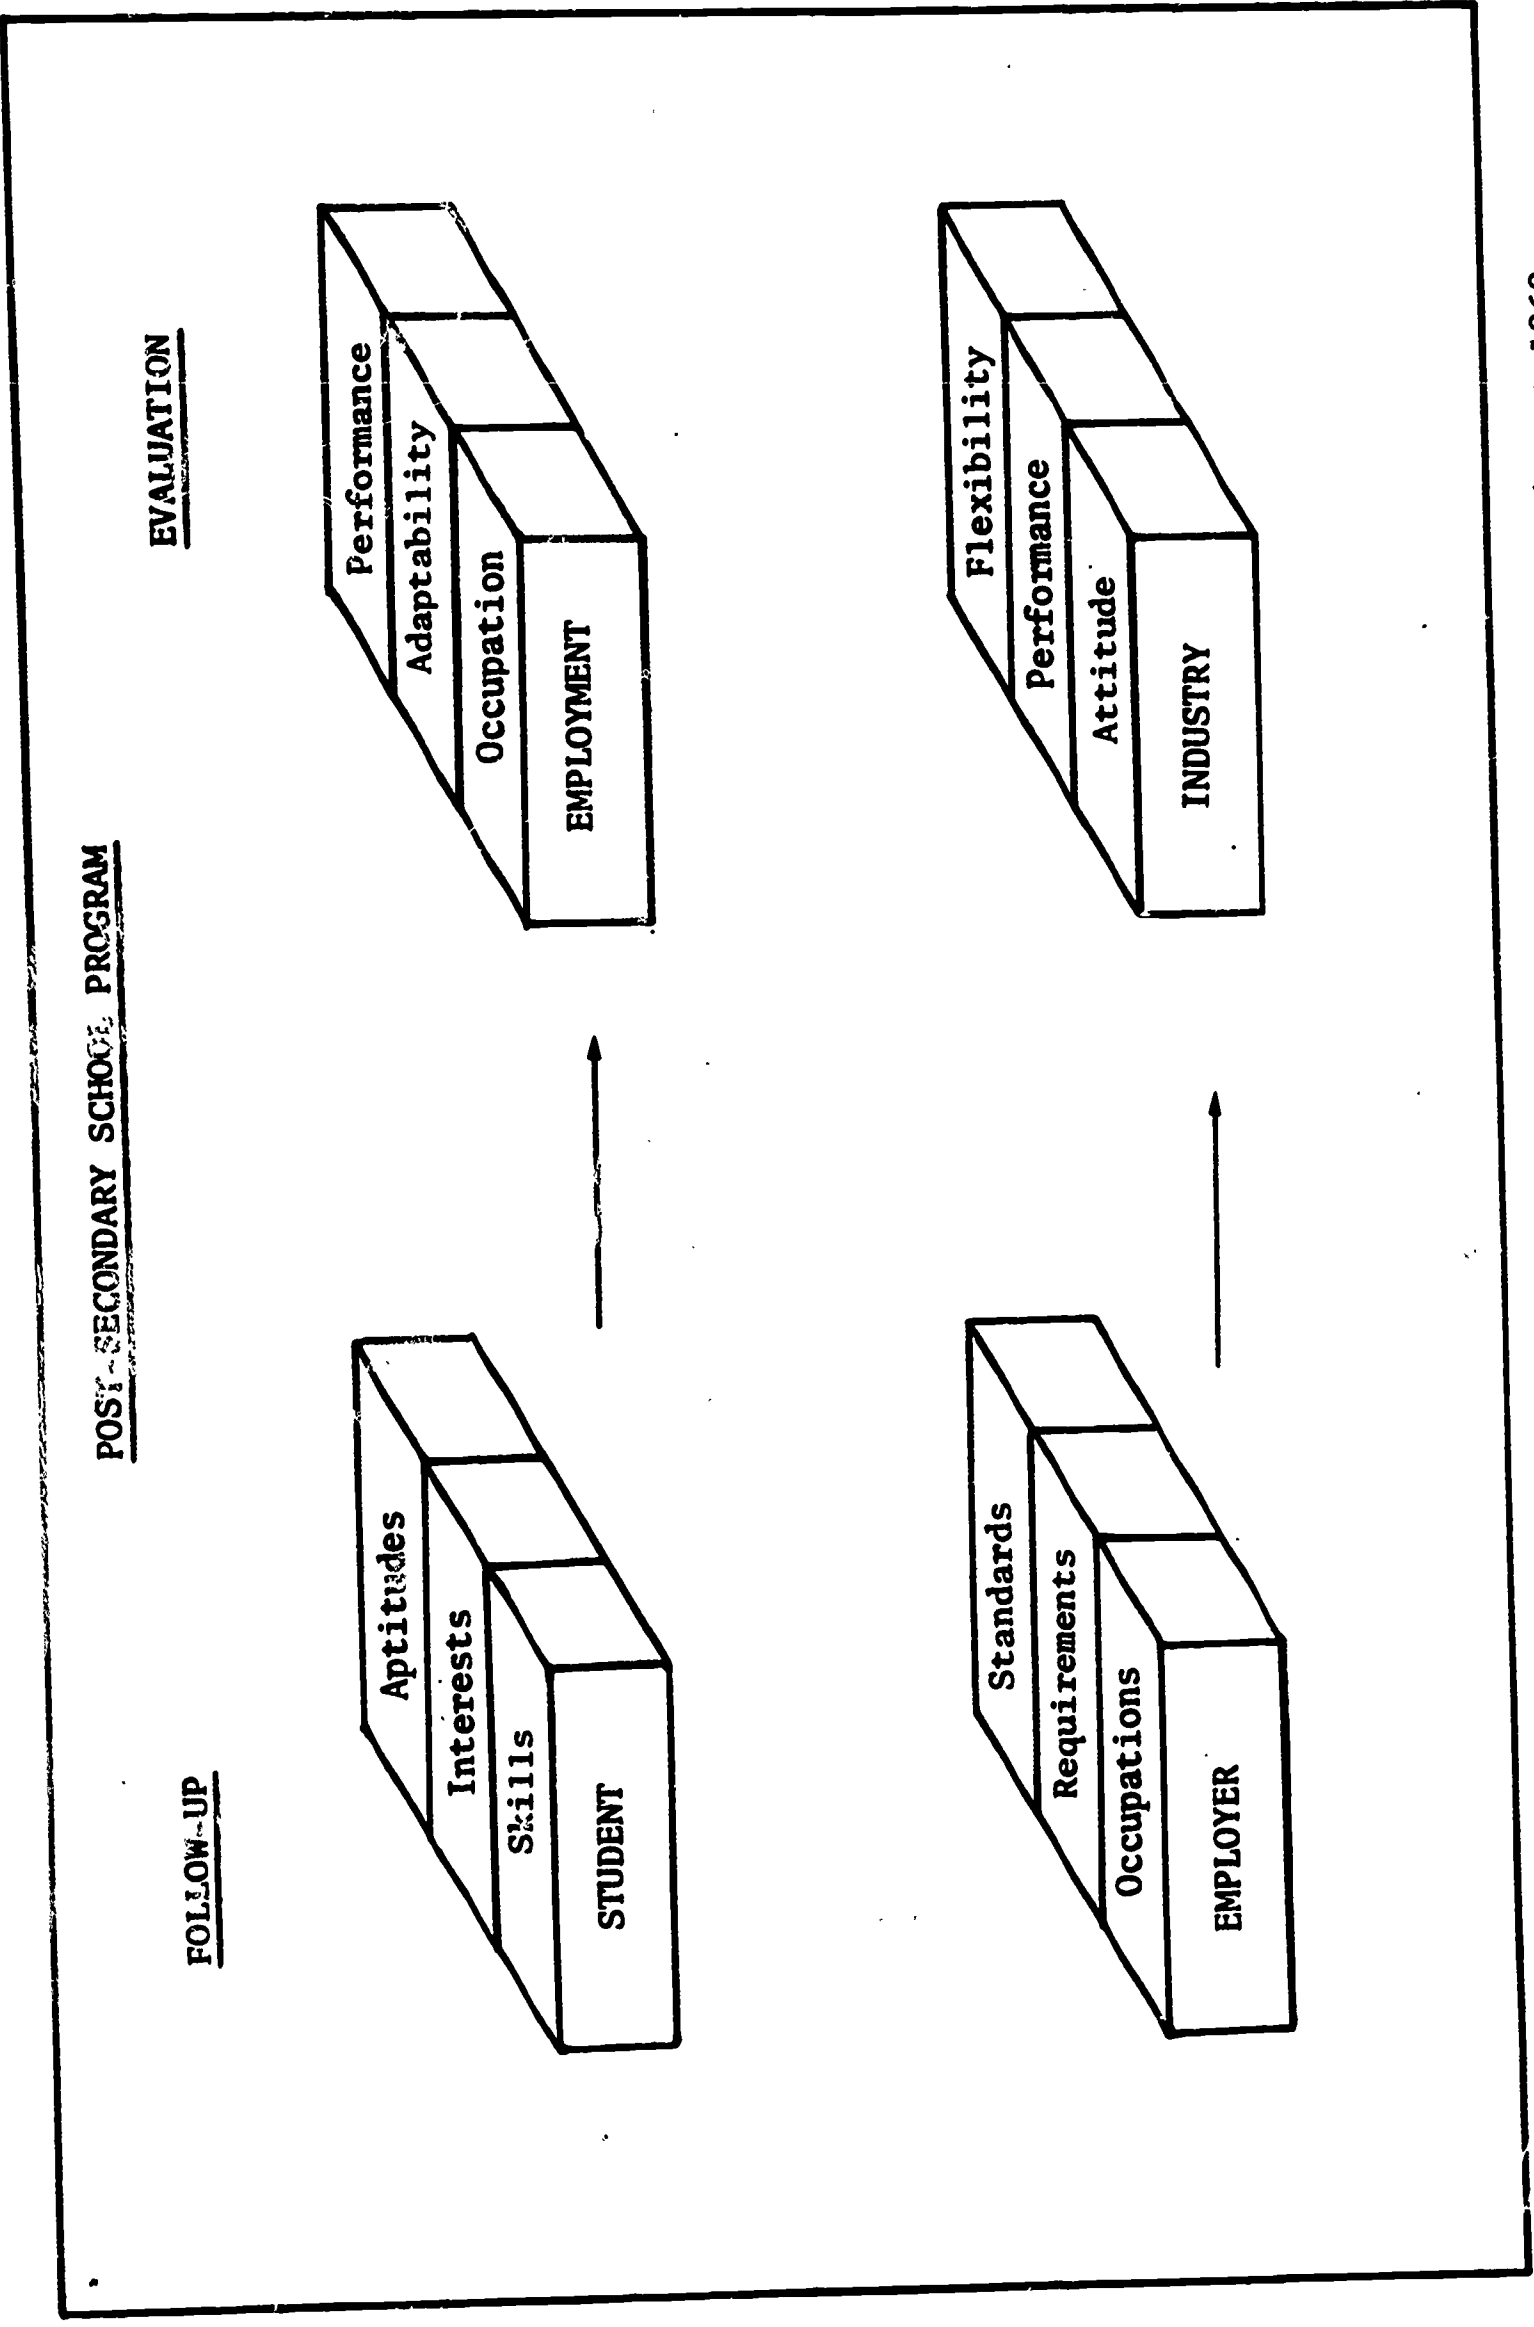 POST-SECONDARY SCHOOL PROGRAM
FOLLOW-UP
EVALUATION
Aptitudes
Interests
Skills
STUDENT
Performance
Adaptability
Occupation
EMPLOYMENT
Standards
Requirements
Occupations
EMPLOYER
Flexibility
Performance
Attitude
INDUSTRY